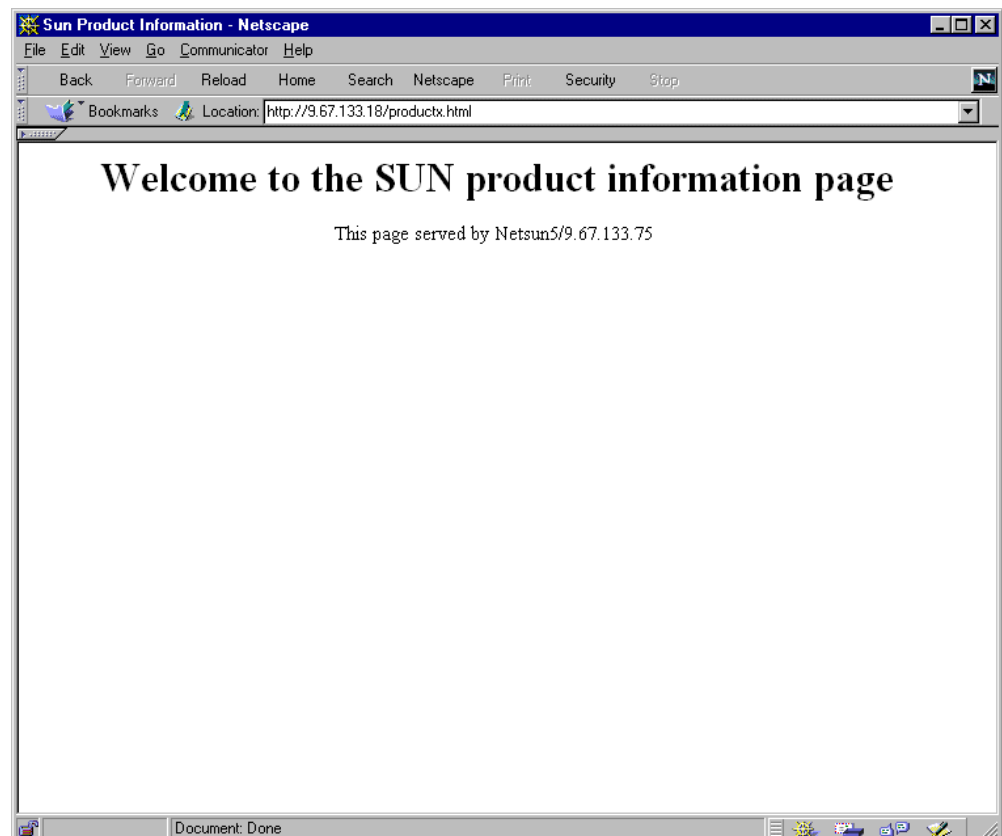 Sun Product Information - Netscape
File Edit View Go Communicator Help
Back Forward Reload Home Search Netscape Print Security Stop N
Bookmarks Location: http://9.67.133.18/productx.html
Welcome to the SUN product information page
This page served by Netsun5/9.67.133.75
Document: Done